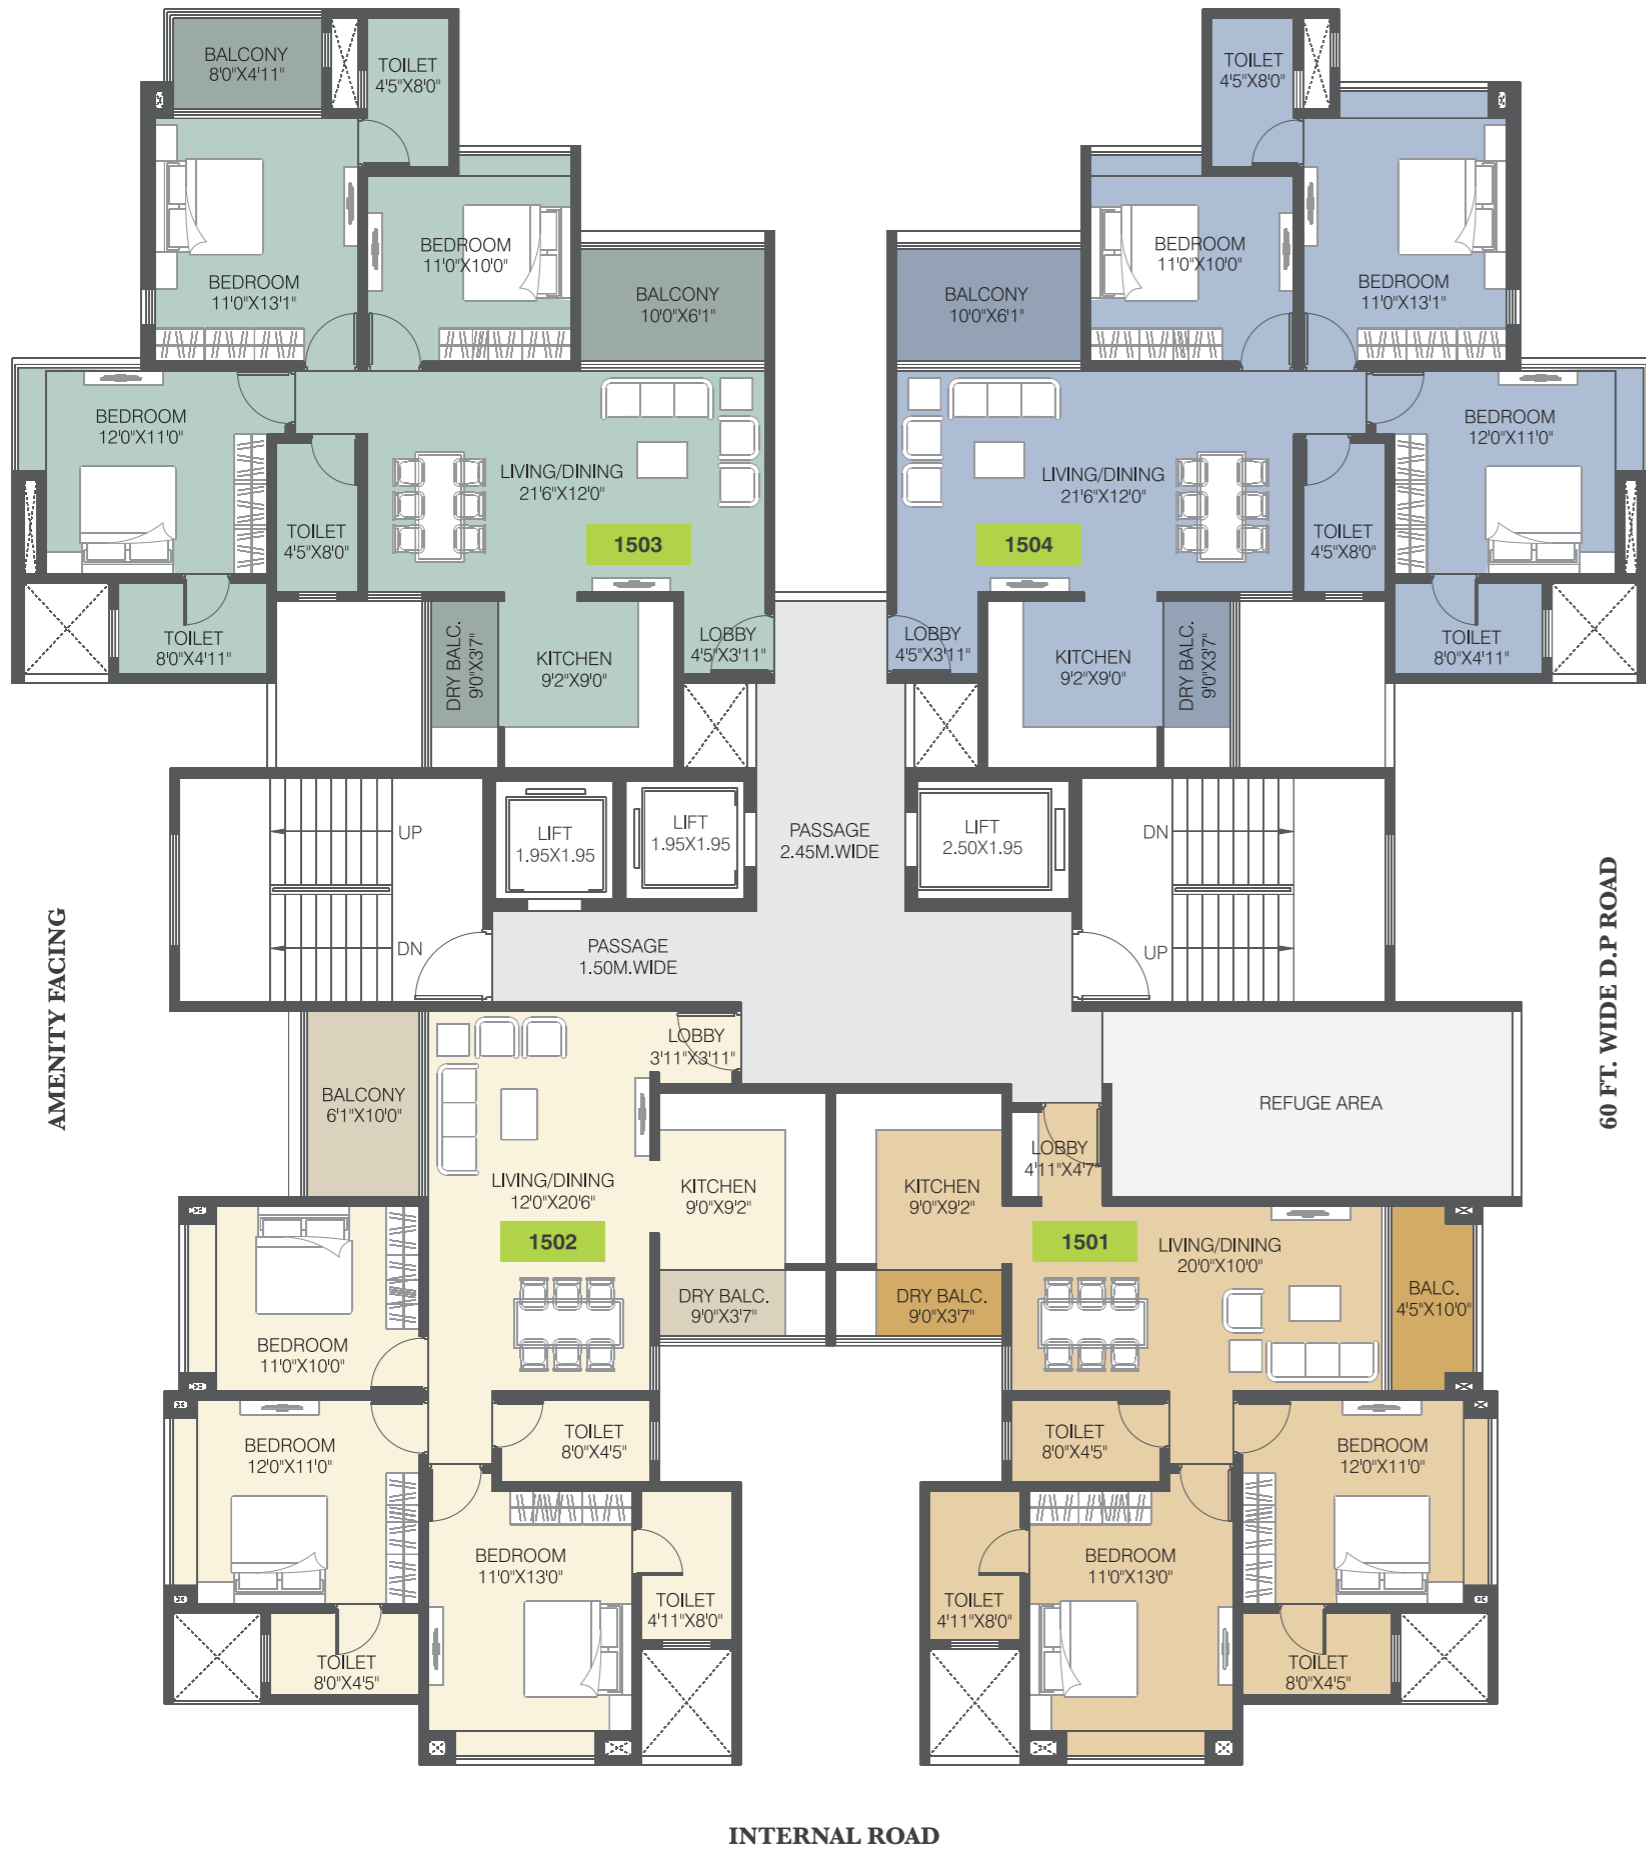 BALCONY
8'0"X4'11"
TOILET
4'5"X8'0"
BEDROOM
11'0"X13'1"
BEDROOM
11'0"X10'0"
BALCONY
10'0"X6'1"
BEDROOM
12'0"X11'0"
LIVING/DINING
21'6"X12'0"
1503
TOILET
4'5"X8'0"
TOILET
8'0"X4'11"
DRY BALC.
9'0"X3'7"
KITCHEN
9'2"X9'0"
LOBBY
4'5"X3'11"
TOILET
4'5"X8'0"
BEDROOM
11'0"X10'0"
BEDROOM
11'0"X13'1"
BALCONY
10'0"X6'1"
LIVING/DINING
21'6"X12'0"
1504
BEDROOM
12'0"X11'0"
TOILET
4'5"X8'0"
LOBBY
4'5"X3'11"
KITCHEN
9'2"X9'0"
DRY BALC.
9'0"X3'7"
TOILET
8'0"X4'11"
UP
DN
LIFT
1.95X1.95
LIFT
1.95X1.95
PASSAGE
2.45M.WIDE
LIFT
2.50X1.95
DN
UP
PASSAGE
1.50M.WIDE
AMENITY FACING
60 FT. WIDE D.P ROAD
REFUGE AREA
LOBBY
3'11"X3'11"
BALCONY
6'1"X10'0"
LIVING/DINING
12'0"X20'6"
1502
KITCHEN
9'0"X9'2"
DRY BALC.
9'0"X3'7"
BEDROOM
11'0"X10'0"
BEDROOM
12'0"X11'0"
TOILET
8'0"X4'5"
BEDROOM
11'0"X13'0"
TOILET
4'11"X8'0"
TOILET
8'0"X4'5"
LOBBY
4'11"X4'7"
KITCHEN
9'0"X9'2"
DRY BALC.
9'0"X3'7"
1501
LIVING/DINING
20'0"X10'0"
BALC.
4'5"X10'0"
TOILET
8'0"X4'5"
BEDROOM
12'0"X11'0"
BEDROOM
11'0"X13'0"
TOILET
4'11"X8'0"
TOILET
8'0"X4'5"
INTERNAL ROAD